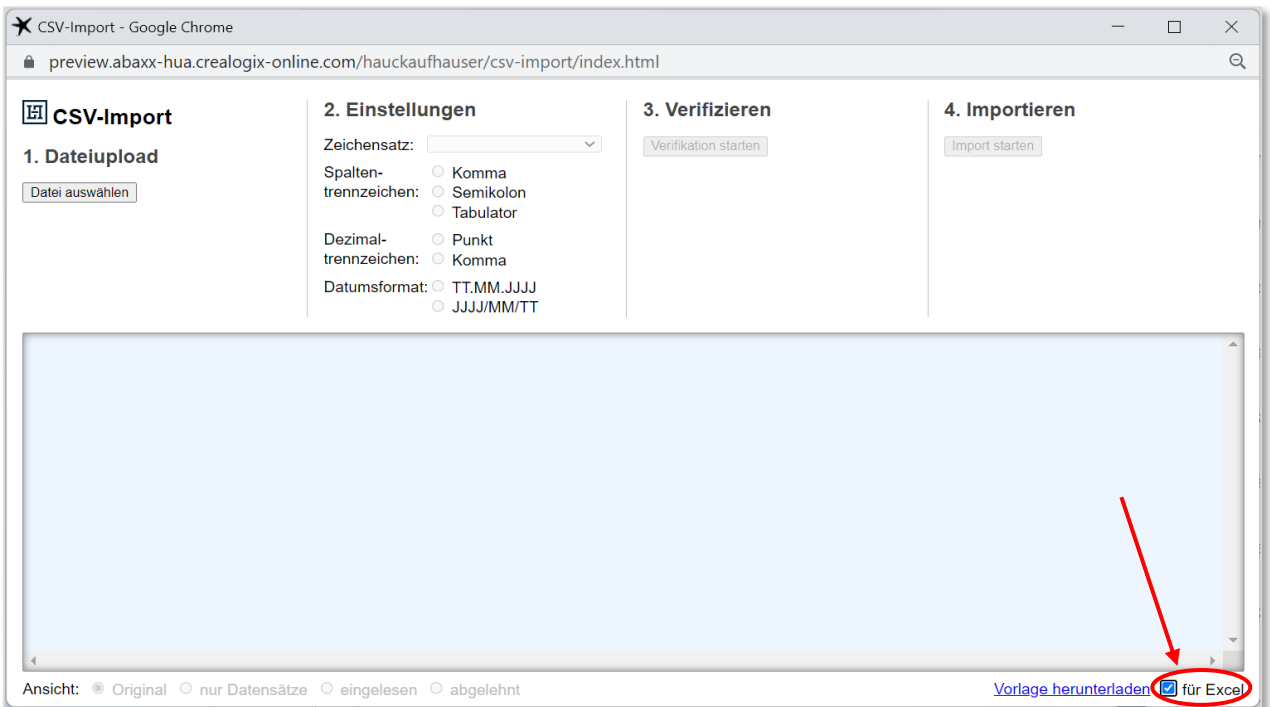 CSV-Import - Google Chrome
preview.abaxx-hua.crealogix-online.com/hauckaufhauser/csv-import/index.html
CSV-Import
1. Dateiupload
Datei auswählen
2. Einstellungen
Zeichensatz:
Spalten-
trennzeichen:
Komma
Semikolon
Tabulator
Dezimal-
trennzeichen:
Punkt
Komma
Datumsformat:
TT.MM.JJJJ
JJJJ/MM/TT
3. Verifizieren
Verifikation starten
4. Importieren
Import starten
Ansicht: Original nur Datensätze eingelesen abgelehnt
Vorlage herunterladen für Excel